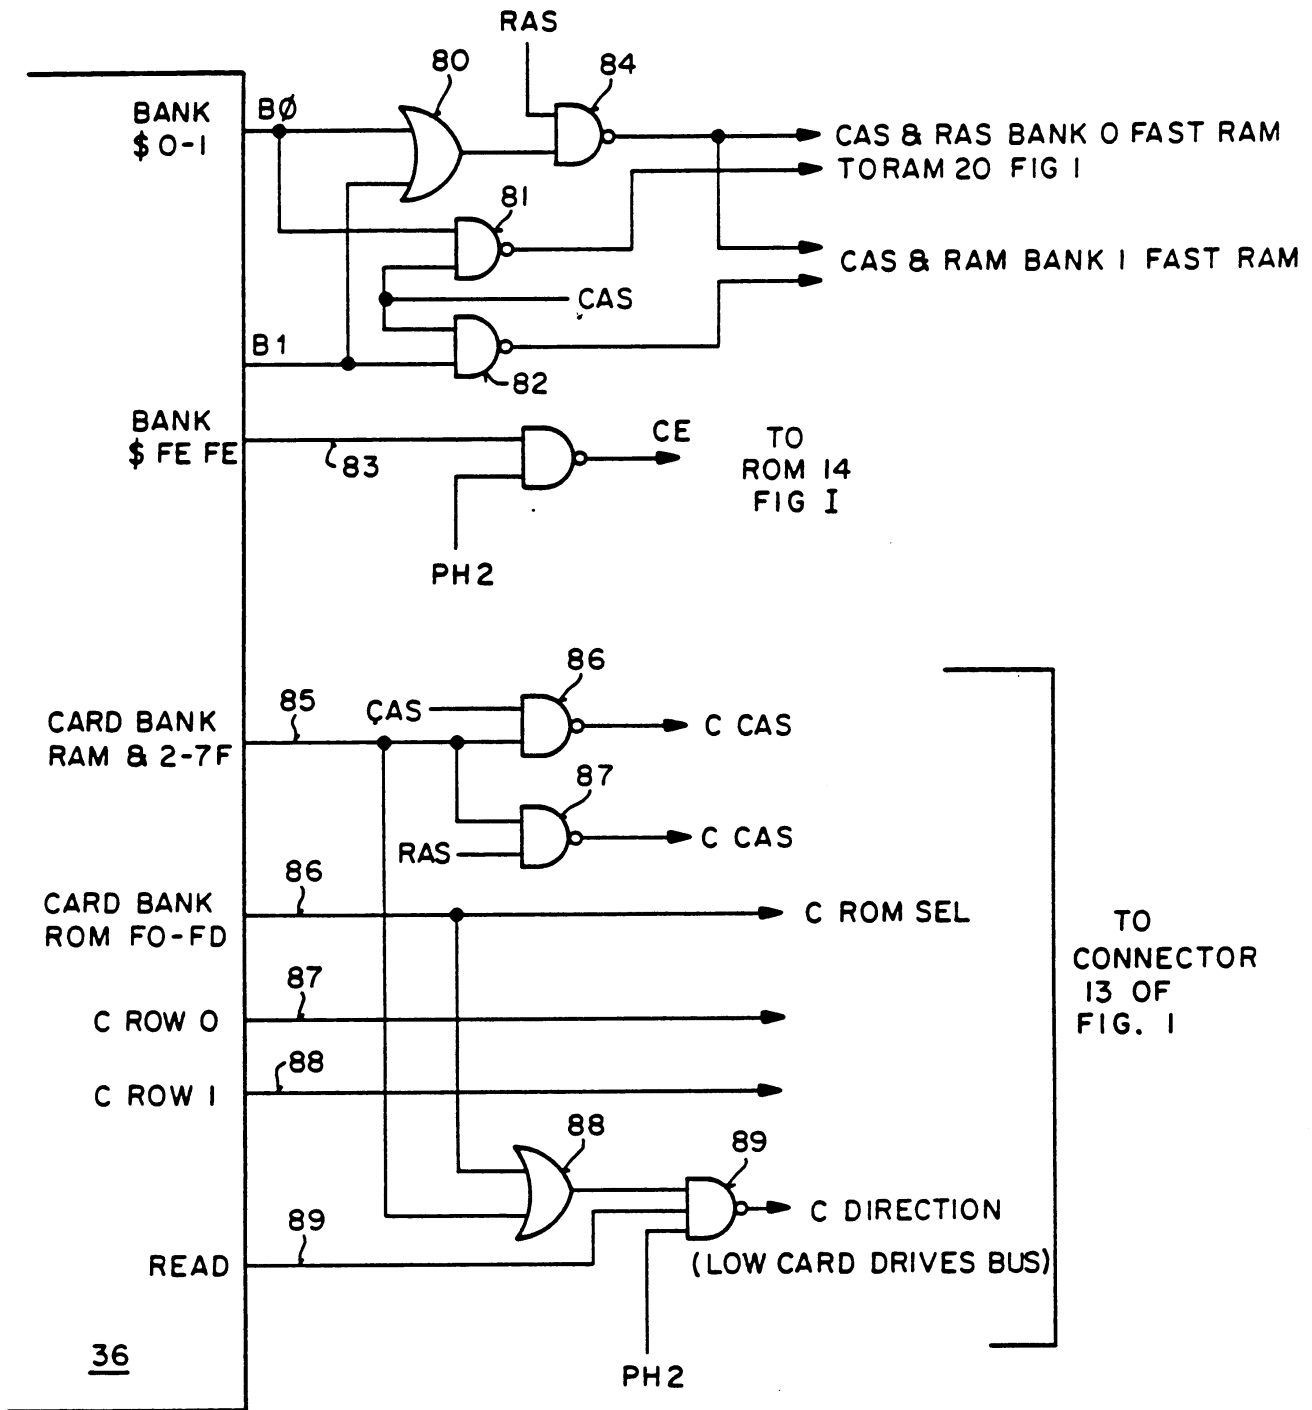 RAS
80
84
BANK
$ 0-1
BØ
CAS & RAS BANK 0 FAST RAM
TORAM 20 FIG 1
81
CAS & RAM BANK 1 FAST RAM
CAS
B1
82
BANK
$ FE FE
83
CE
TO
ROM 14
FIG I
PH2
86
85
CAS
C CAS
CARD BANK
RAM & 2-7F
87
C CAS
RAS
86
CARD BANK
ROM F0-FD
C ROM SEL
TO
CONNECTOR
13 OF
FIG. 1
87
C ROW 0
88
C ROW 1
88
89
C DIRECTION
89
READ
(LOW CARD DRIVES BUS)
36
PH2